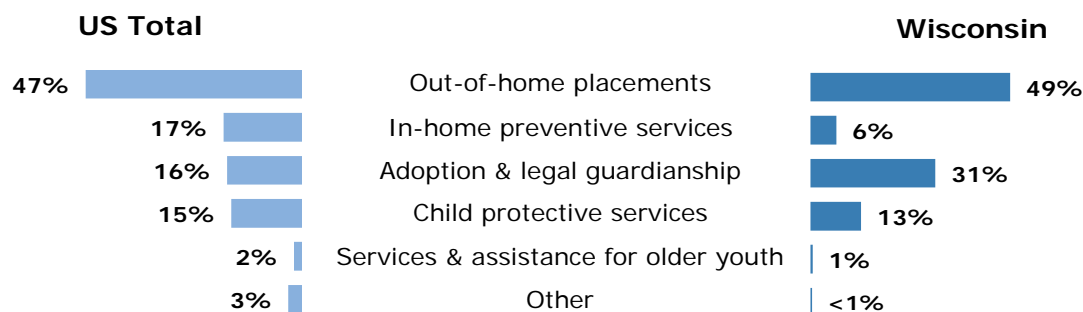 US Total Wisconsin
47% Out-of-home placements 49%
17% In-home preventive services 6%
16% Adoption & legal guardianship 31%
15% Child protective services 13%
2% Services & assistance for older youth 1%
3% Other <1%